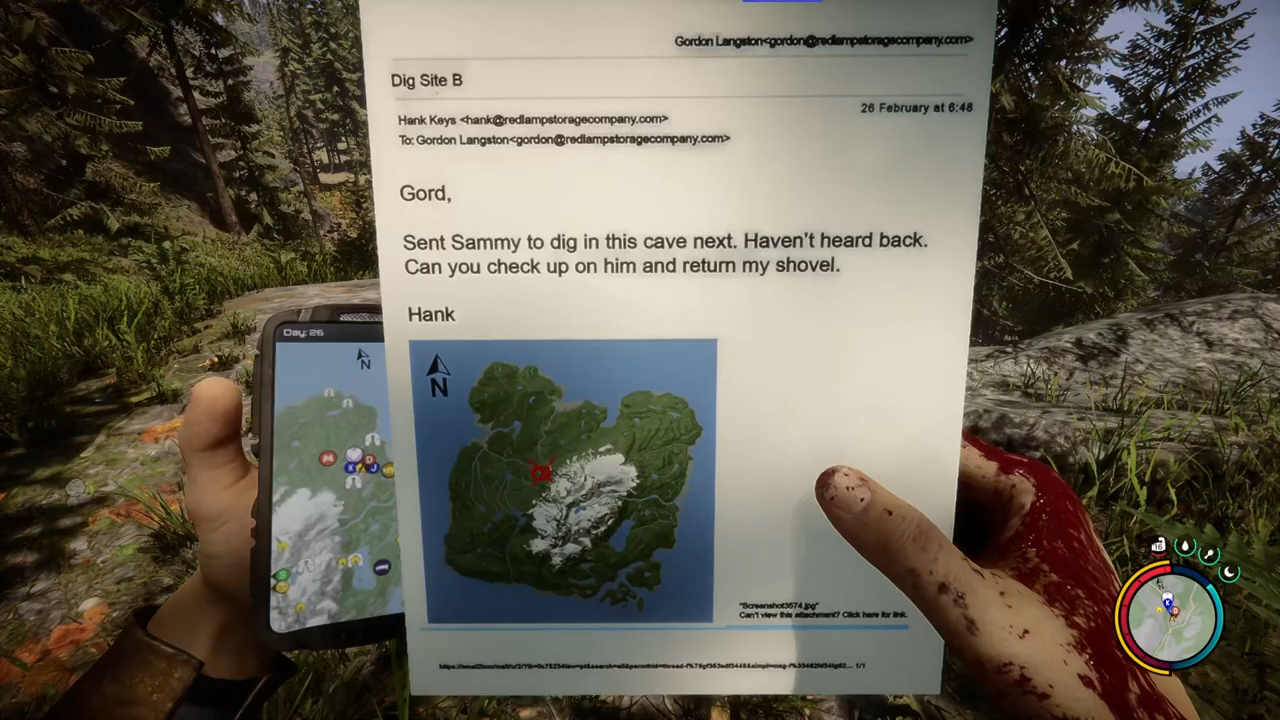 Gordon Langston<gordon@redlampstoragecompany.com>
Dig Site B
26 February at 6:48
Hank Keys <hank@redlampstoragecompany.com>
To: Gordon Langston<gordon@redlampstoragecompany.com>
Gord,
Sent Sammy to dig in this cave next. Haven't heard back.
Can you check up on him and return my shovel.
Hank
Day: 26
N
N
"Screenshot3574.jpg"
Can't view this attachment? Click here for link.
1/1
16